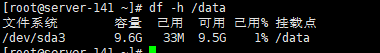 [root@server-141 ~]# df -h /data
文件系统 容量 已用 可用 已用% 挂载点
/dev/sda3 9.6G 33M 9.5G 1% /data
[root@server-141 ~]#